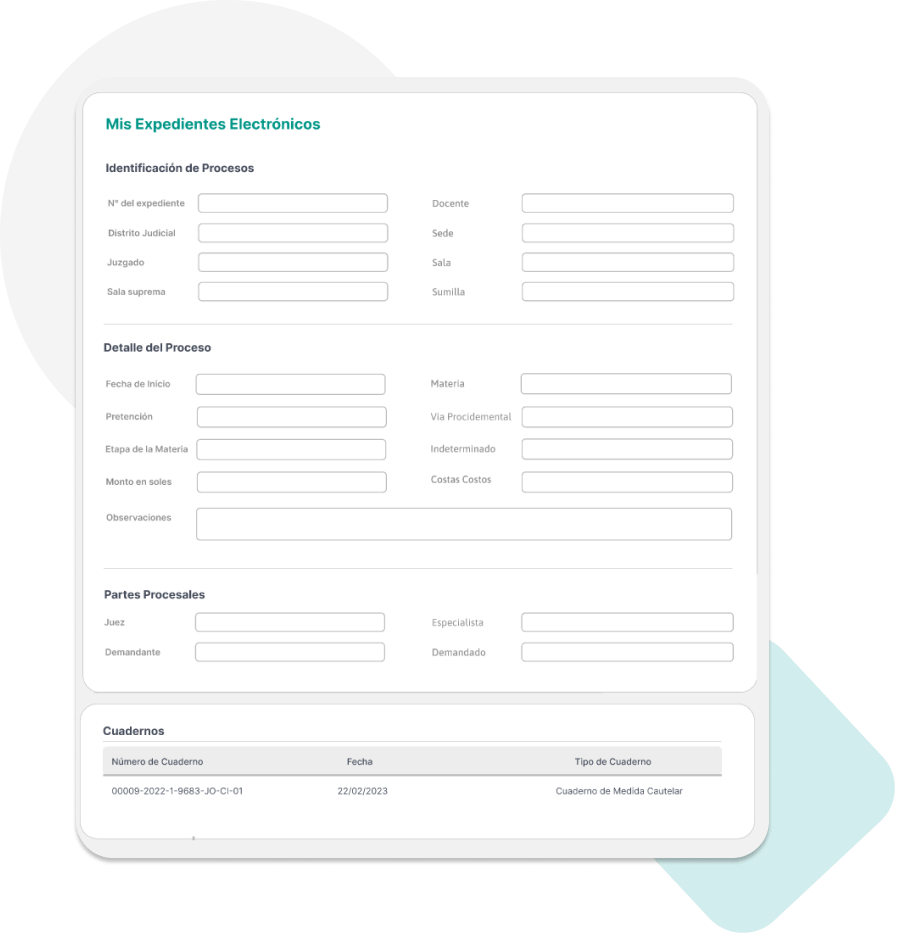 Mis Expedientes Electrónicos
Identificación de Procesos
N° del expediente Docente
Distrito Judicial Sede
Juzgado Sala
Sala suprema Sumilla
Detalle del Proceso
Fecha de Inicio Materia
Pretención Via Procidemental
Etapa de la Materia Indeterminado
Monto en soles Costas Costos
Observaciones
Partes Procesales
Juez Especialista
Demandante Demandado
Cuadernos
Número de Cuaderno Fecha Tipo de Cuaderno
00009-2022-1-9683-JO-CI-01 22/02/2023 Cuaderno de Medida Cautelar